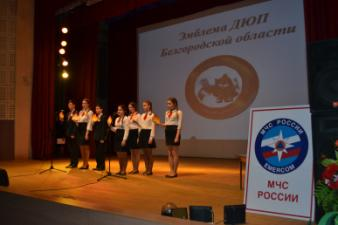 Эмблема ДЮП
Белгородской области
МЧС РОССИИ
EMERCOM
МЧС
РОССИИ